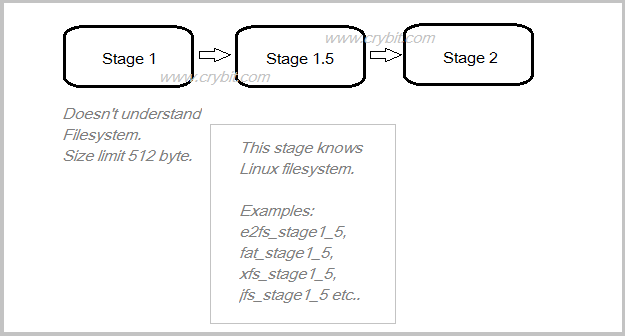 Stage 1
Stage 1.5
Stage 2
www.crybit.com
www.crybit.com
Doesn't understand
Filesystem.
Size limit 512 byte.
This stage knows
Linux filesystem.
Examples:
e2fs_stage1_5,
fat_stage1_5,
xfs_stage1_5,
jfs_stage1_5 etc..